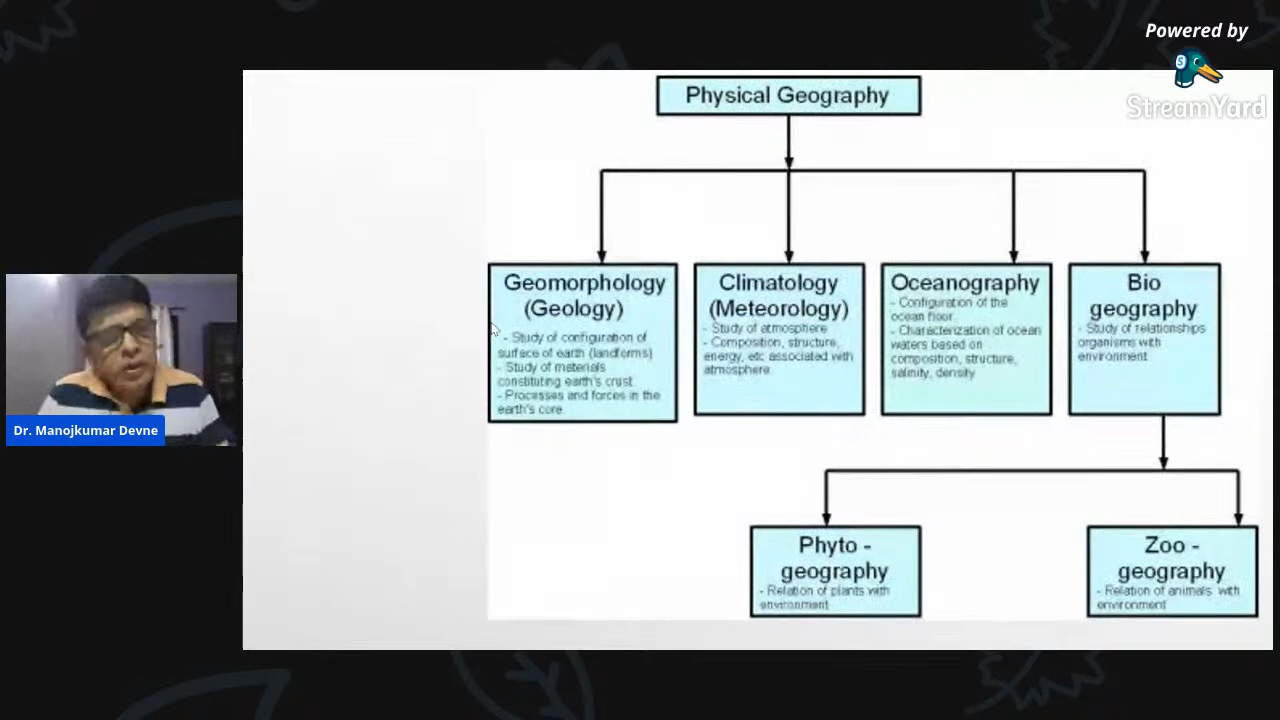 Powered by
S
StreamYard
Physical Geography
Geomorphology
(Geology)
- Study of configuration of
surface of earth (landforms)
- Study of materials
constituting earth's crust
- Processes and forces in the
earth's core.
Climatology
(Meteorology)
- Study of atmosphere
- Composition, structure,
energy, etc associated with
atmosphere
Oceanography
- Configuration of the
ocean floor.
- Characterization of ocean
waters based on
composition, structure,
salinity, density
Bio
geography
- Study of relationships
organisms with
environment
Phyto -
geography
- Relation of plants with
environment
Zoo -
geography
- Relation of animals with
environment
Dr. Manojkumar Devne